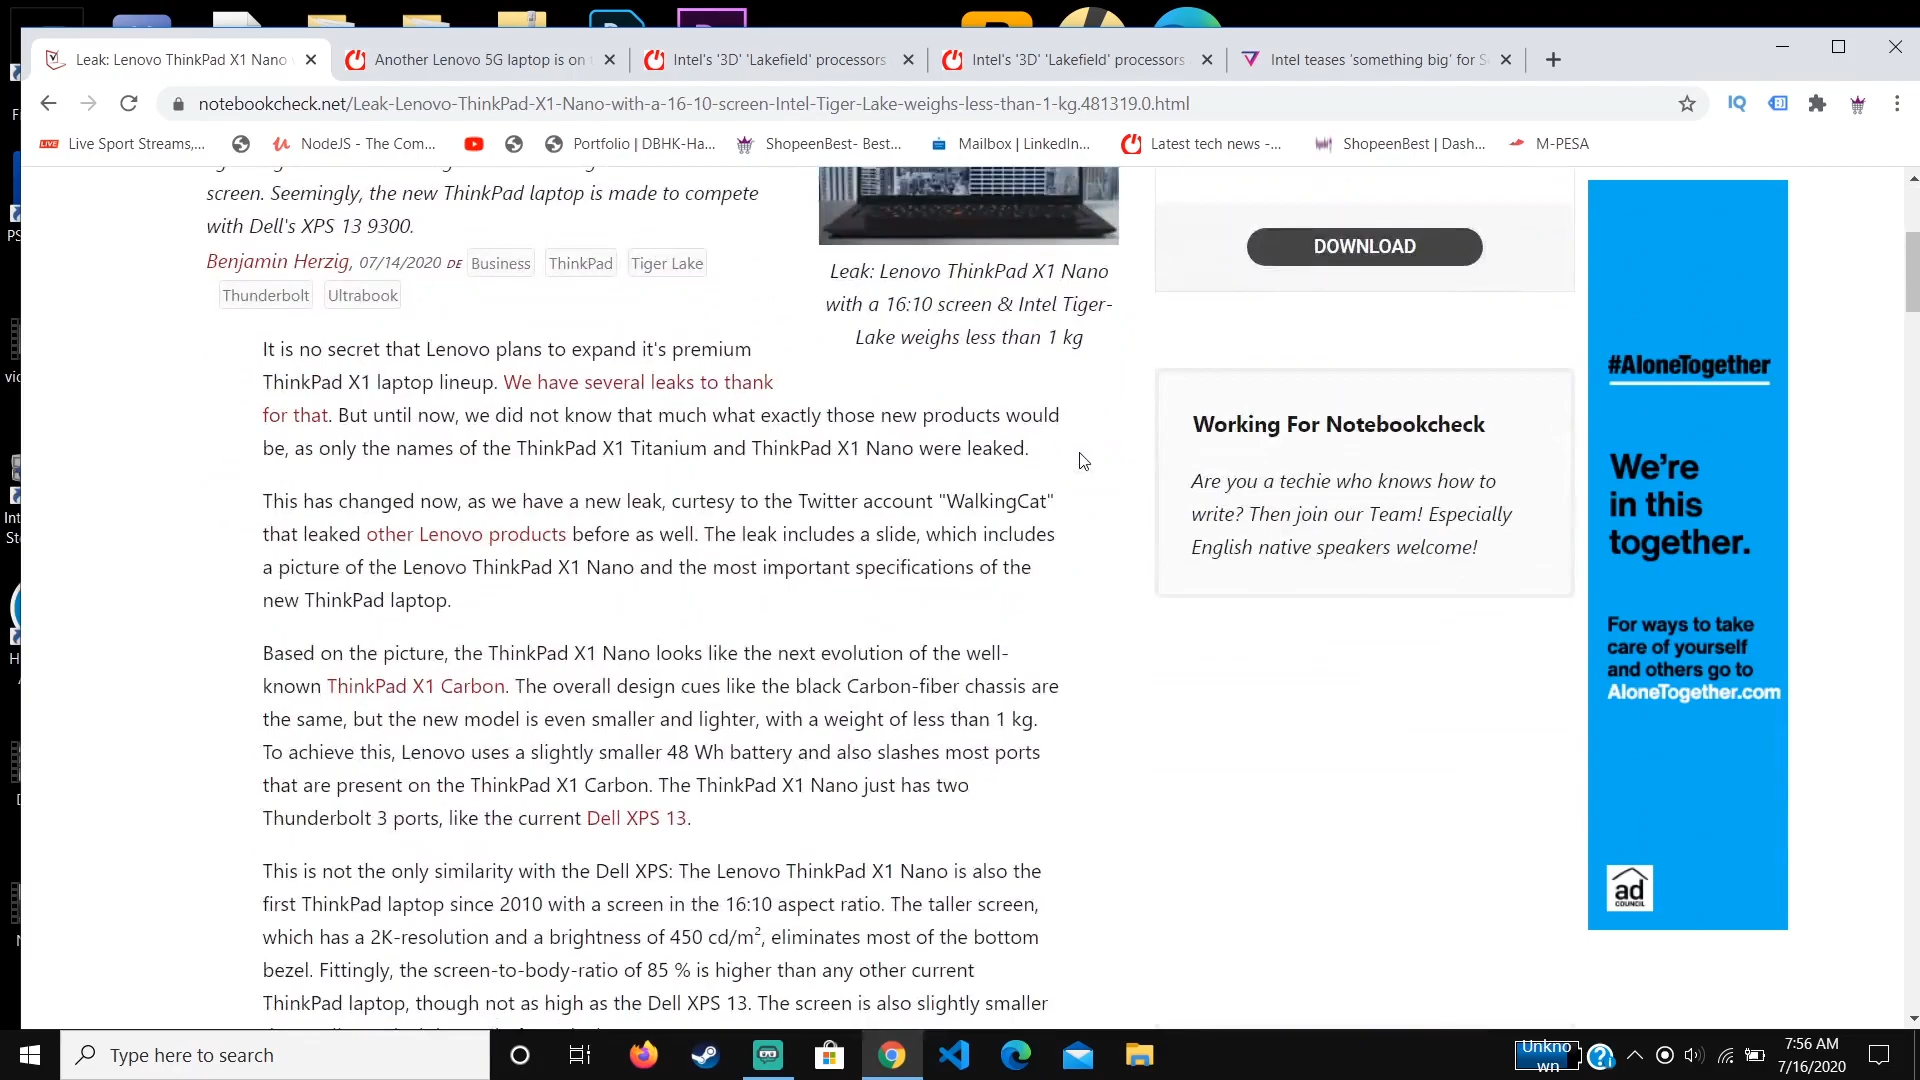 Leak: Lenovo ThinkPad X1 Nano
Another Lenovo 5G laptop is on
Intel's '3D' 'Lakefield' processors
Intel's '3D' 'Lakefield' processors
Intel teases 'something big' for S
notebookcheck.net/Leak-Lenovo-ThinkPad-X1-Nano-with-a-16-10-screen-Intel-Tiger-Lake-weighs-less-than-1-kg.481319.0.html
LIVE Live Sport Streams,...
NodeJS - The Com...
Portfolio | DBHK-Ha...
ShopeenBest- Best...
Mailbox | LinkedIn...
Latest tech news -...
ShopeenBest | Dash...
M-PESA
screen. Seemingly, the new ThinkPad laptop is made to compete
with Dell's XPS 13 9300.
Benjamin Herzig, 07/14/2020 DE Business ThinkPad Tiger Lake
Thunderbolt Ultrabook
Leak: Lenovo ThinkPad X1 Nano
with a 16:10 screen & Intel Tiger-
Lake weighs less than 1 kg
It is no secret that Lenovo plans to expand it's premium
ThinkPad X1 laptop lineup. We have several leaks to thank
for that. But until now, we did not know that much what exactly those new products would
be, as only the names of the ThinkPad X1 Titanium and ThinkPad X1 Nano were leaked.
This has changed now, as we have a new leak, curtesy to the Twitter account "WalkingCat"
that leaked other Lenovo products before as well. The leak includes a slide, which includes
a picture of the Lenovo ThinkPad X1 Nano and the most important specifications of the
new ThinkPad laptop.
Based on the picture, the ThinkPad X1 Nano looks like the next evolution of the well-
known ThinkPad X1 Carbon. The overall design cues like the black Carbon-fiber chassis are
the same, but the new model is even smaller and lighter, with a weight of less than 1 kg.
To achieve this, Lenovo uses a slightly smaller 48 Wh battery and also slashes most ports
that are present on the ThinkPad X1 Carbon. The ThinkPad X1 Nano just has two
Thunderbolt 3 ports, like the current Dell XPS 13.
This is not the only similarity with the Dell XPS: The Lenovo ThinkPad X1 Nano is also the
first ThinkPad laptop since 2010 with a screen in the 16:10 aspect ratio. The taller screen,
which has a 2K-resolution and a brightness of 450 cd/m², eliminates most of the bottom
bezel. Fittingly, the screen-to-body-ratio of 85 % is higher than any other current
ThinkPad laptop, though not as high as the Dell XPS 13. The screen is also slightly smaller
DOWNLOAD
Working For Notebookcheck
Are you a techie who knows how to
write? Then join our Team! Especially
English native speakers welcome!
#AloneTogether
We're
in this
together.
For ways to take
care of yourself
and others go to
AloneTogether.com
ad
COUNCIL
Type here to search
Unkno
wn
7:56 AM
7/16/2020